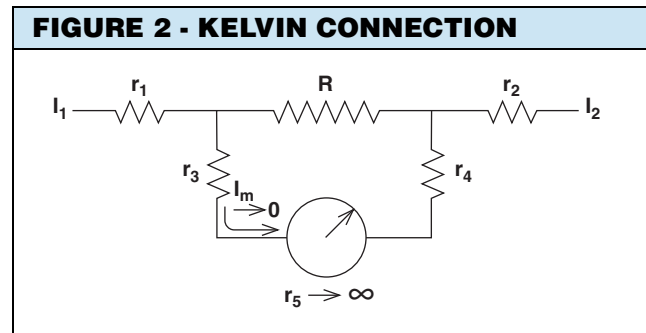 FIGURE 2 - KELVIN CONNECTION
r1 R r2
I1 I2
r3 r4
Im
→0
r5 → ∞